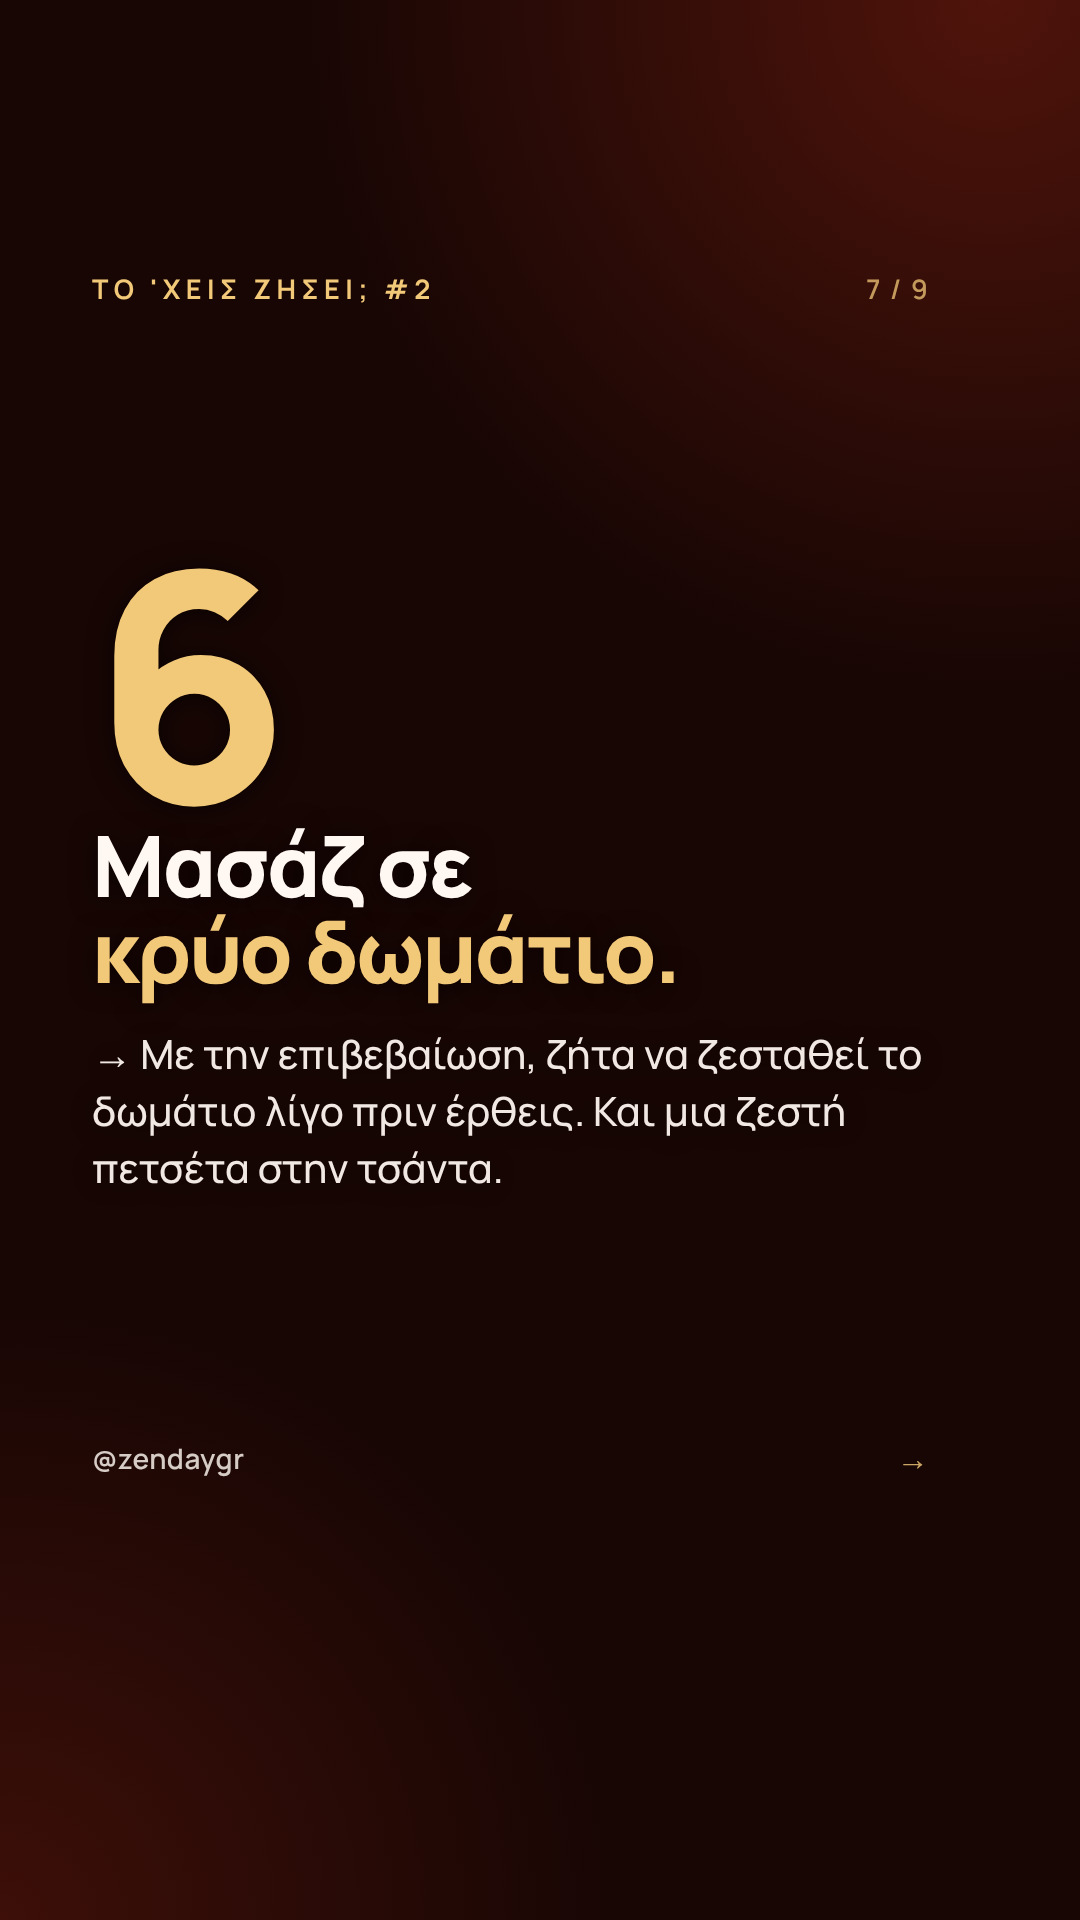 ΤΟ 'ΧΕΙΣ ΖΗΣΕΙ; #2
7 / 9
6
Μασάζ σε
κρύο δωμάτιο.
→ Με την επιβεβαίωση, ζήτα να ζεσταθεί το
δωμάτιο λίγο πριν έρθεις. Και μια ζεστή
πετσέτα στην τσάντα.
@zendaygr
→